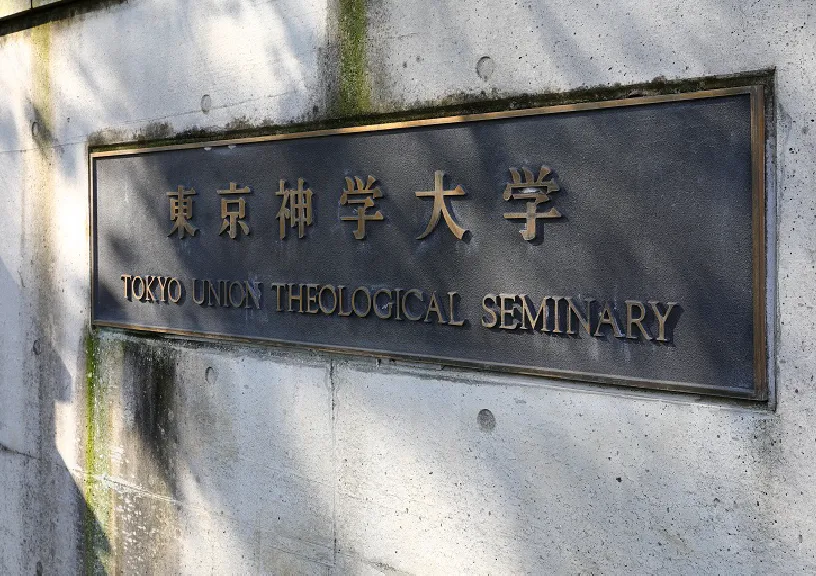 東京神学大学
TOKYO UNION THEOLOGICAL SEMINARY